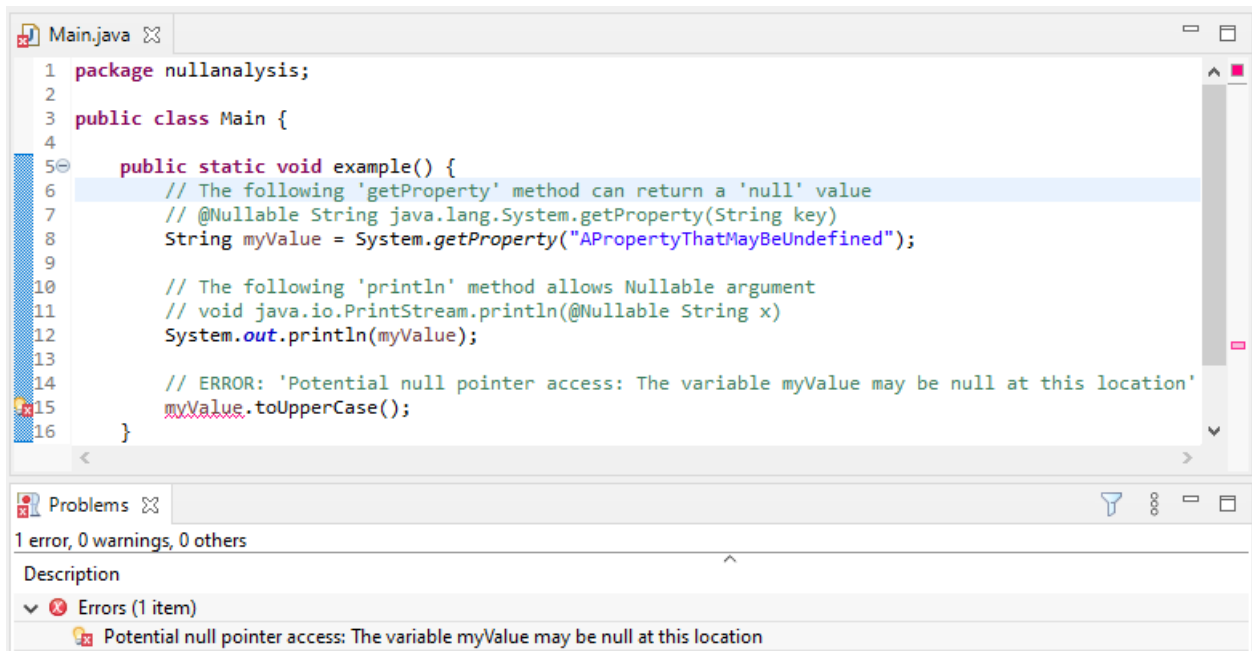 Main.java
1 package nullanalysis;
2
3 public class Main {
4
5 public static void example() {
6 // The following 'getProperty' method can return a 'null' value
7 // @Nullable String java.lang.System.getProperty(String key)
8 String myValue = System.getProperty("APropertyThatMayBeUndefined");
9
10 // The following 'println' method allows Nullable argument
11 // void java.io.PrintStream.println(@Nullable String x)
12 System.out.println(myValue);
13
14 // ERROR: 'Potential null pointer access: The variable myValue may be null at this location'
15 myValue.toUpperCase();
16 }
Problems
1 error, 0 warnings, 0 others
Description
Errors (1 item)
Potential null pointer access: The variable myValue may be null at this location